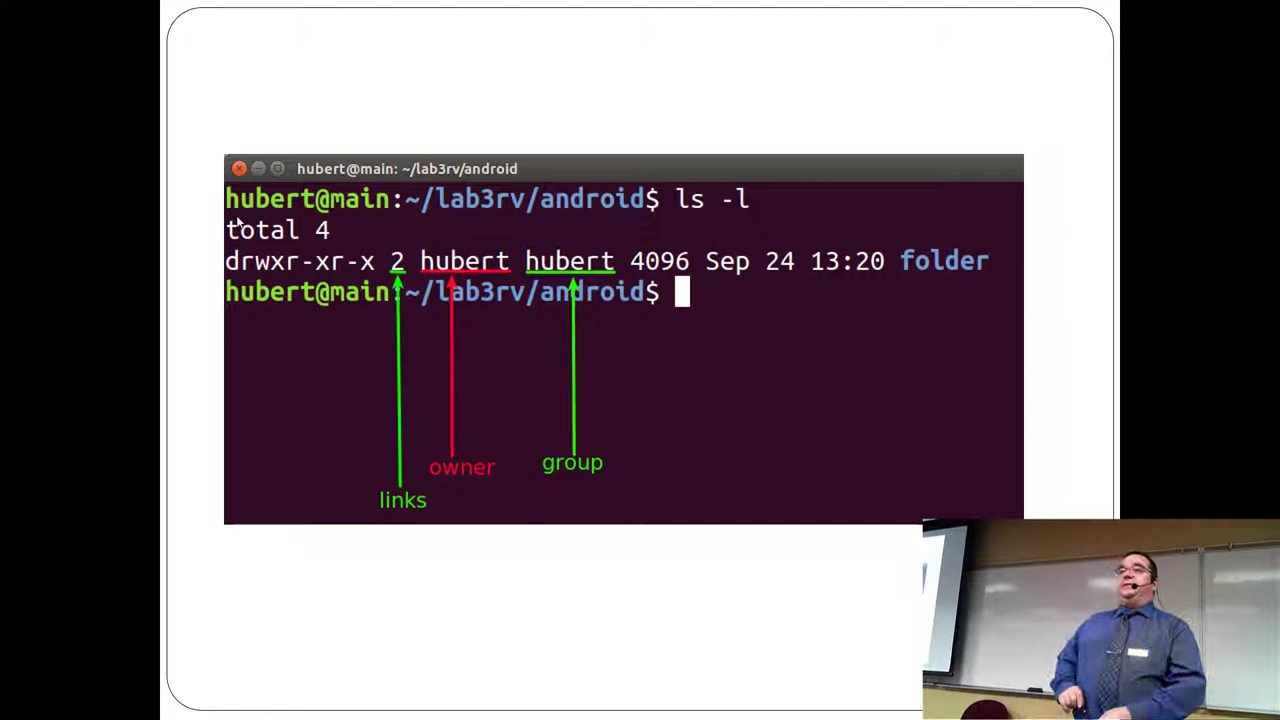 hubert@main: ~/lab3rv/android
hubert@main:~/lab3rv/android$ ls -l
total 4
drwxr-xr-x 2 hubert hubert 4096 Sep 24 13:20 folder
hubert@main:~/lab3rv/android$
owner
group
links